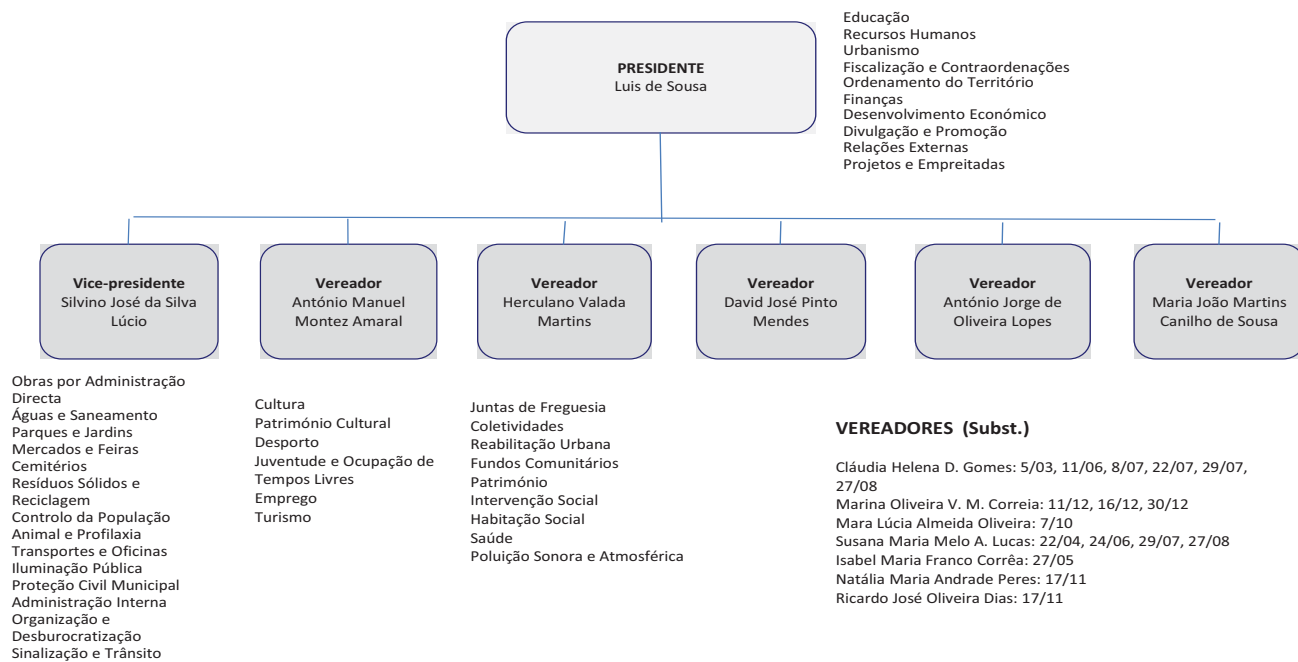 PRESIDENTE
Luis de Sousa
Educação
Recursos Humanos
Urbanismo
Fiscalização e Contraordenações
Ordenamento do Território
Finanças
Desenvolvimento Económico
Divulgação e Promoção
Relações Externas
Projetos e Empreitadas
Vice-presidente
Silvino José da Silva
Lúcio
Vereador
António Manuel
Montez Amaral
Vereador
Herculano Valada
Martins
Vereador
David José Pinto
Mendes
Vereador
António Jorge de
Oliveira Lopes
Vereador
Maria João Martins
Canilho de Sousa
Obras por Administração
Directa
Águas e Saneamento
Parques e Jardins
Mercados e Feiras
Cemitérios
Resíduos Sólidos e
Reciclagem
Controlo da População
Animal e Profilaxia
Transportes e Oficinas
Iluminação Pública
Proteção Civil Municipal
Administração Interna
Organização e
Desburocratização
Sinalização e Trânsito
Cultura
Património Cultural
Desporto
Juventude e Ocupação de
Tempos Livres
Emprego
Turismo
Juntas de Freguesia
Coletividades
Reabilitação Urbana
Fundos Comunitários
Património
Intervenção Social
Habitação Social
Saúde
Poluição Sonora e Atmosférica
VEREADORES (Subst.)
Cláudia Helena D. Gomes: 5/03, 11/06, 8/07, 22/07, 29/07,
27/08
Marina Oliveira V. M. Correia: 11/12, 16/12, 30/12
Mara Lúcia Almeida Oliveira: 7/10
Susana Maria Melo A. Lucas: 22/04, 24/06, 29/07, 27/08
Isabel Maria Franco Corrêa: 27/05
Natália Maria Andrade Peres: 17/11
Ricardo José Oliveira Dias: 17/11